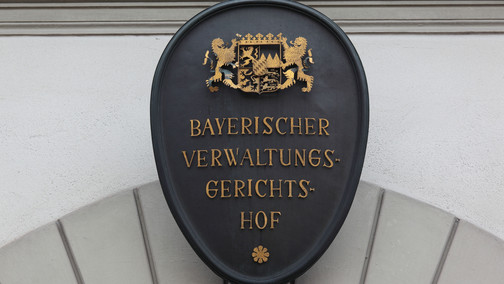 BAYERISCHER
VERWALTUNGS-
GERICHTS-
HOF